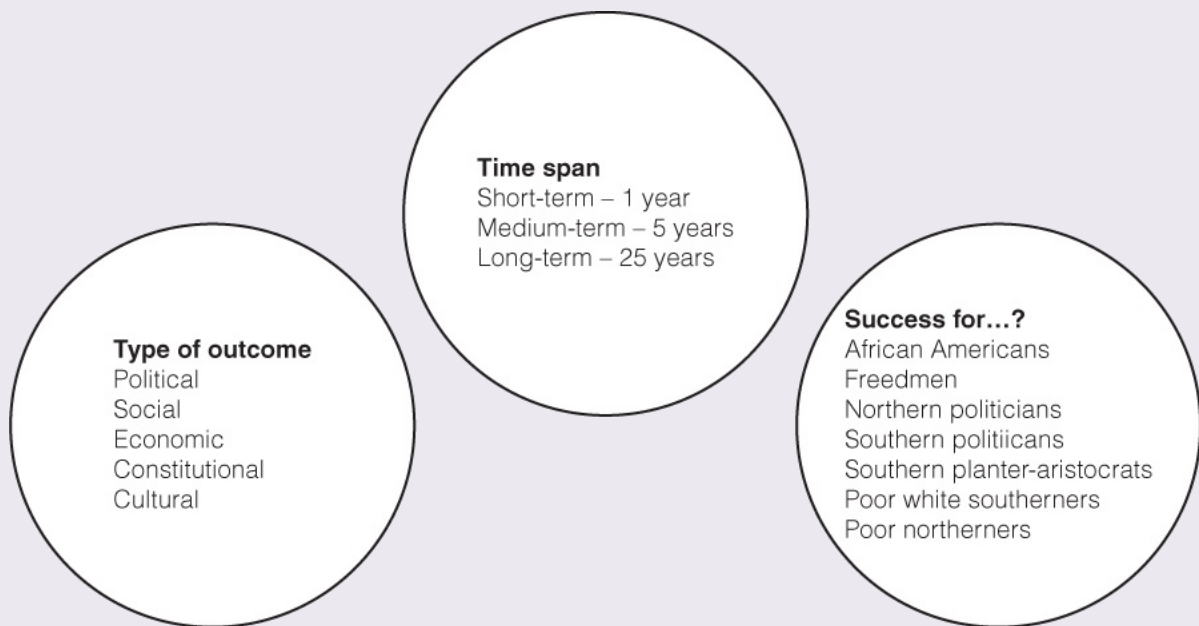 Time span
Short-term – 1 year
Medium-term – 5 years
Long-term – 25 years
Type of outcome
Political
Social
Economic
Constitutional
Cultural
Success for...?
African Americans
Freedmen
Northern politicians
Southern politiicans
Southern planter-aristocrats
Poor white southerners
Poor northerners